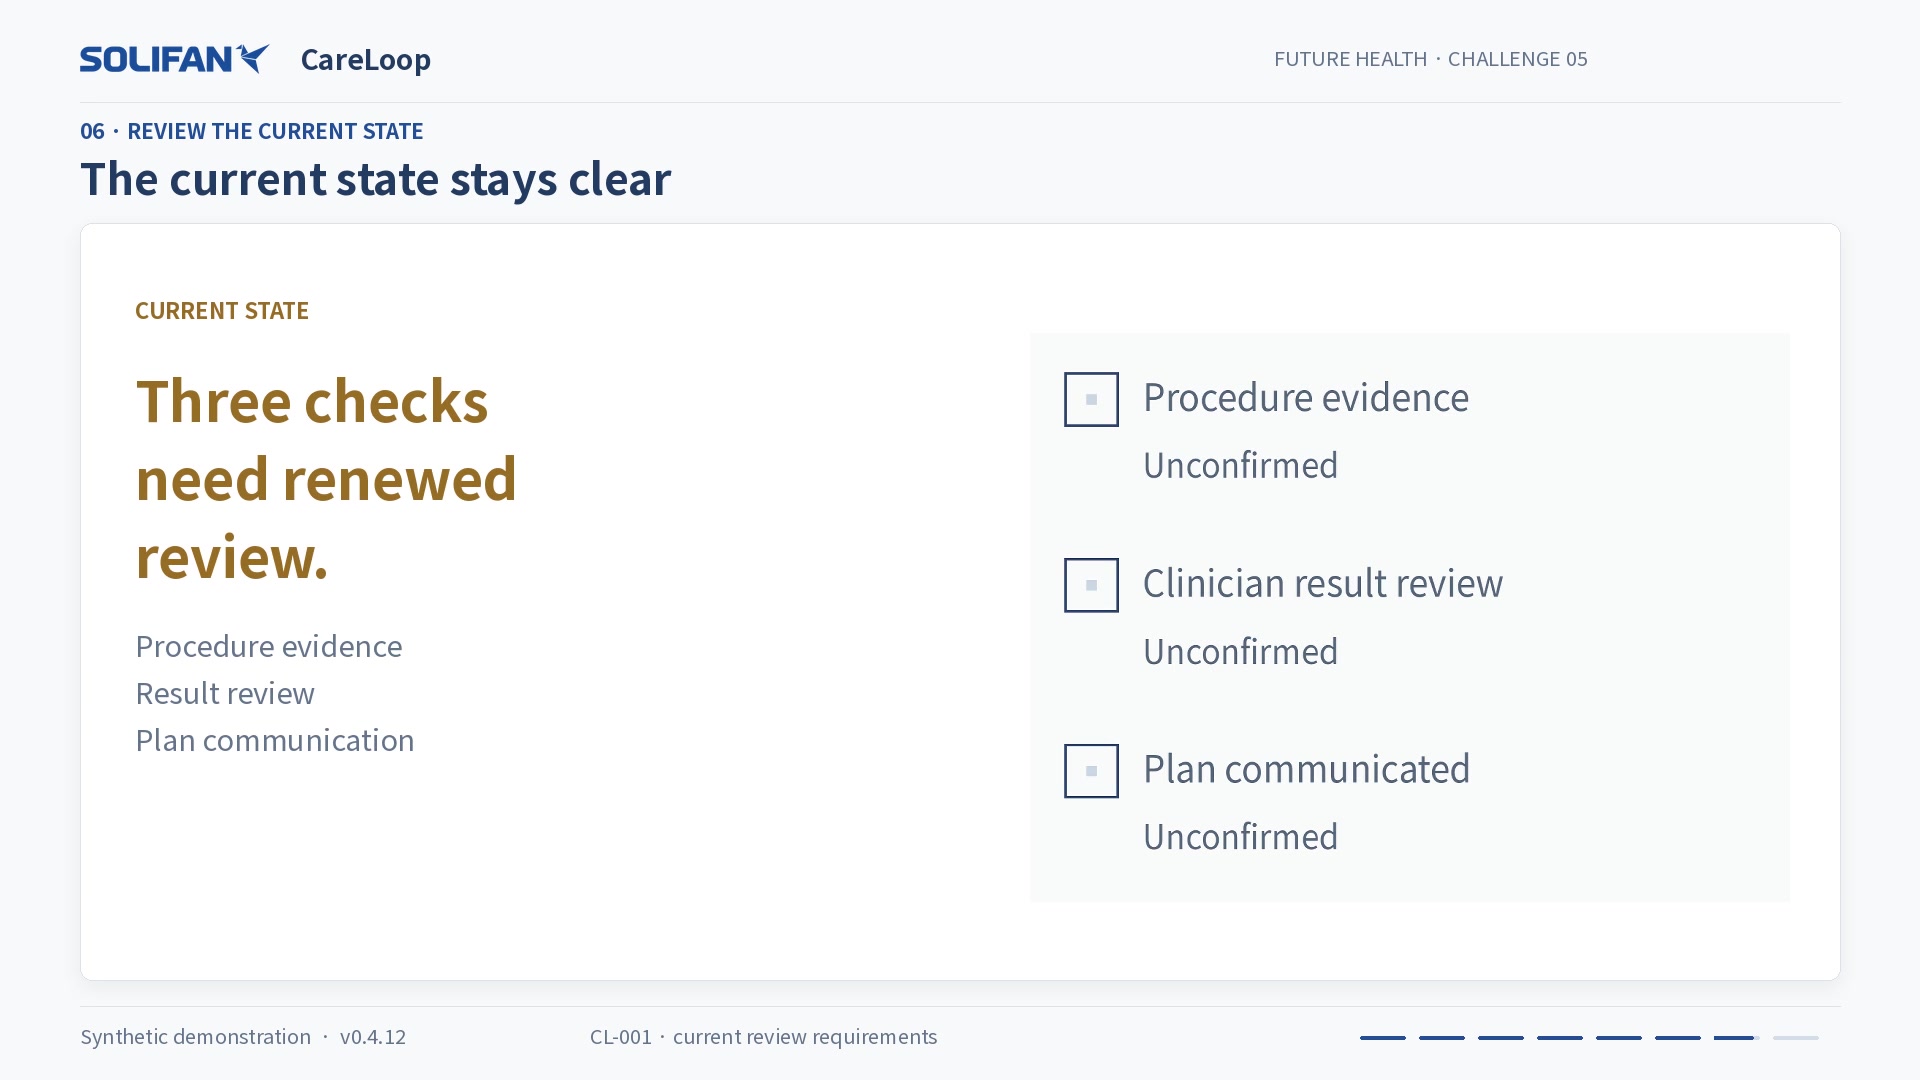 SOLIFAN CareLoop
FUTURE HEALTH · CHALLENGE 05
06 · REVIEW THE CURRENT STATE
The current state stays clear
CURRENT STATE
Three checks
need renewed
review.
Procedure evidence
Result review
Plan communication
Procedure evidence
Unconfirmed
Clinician result review
Unconfirmed
Plan communicated
Unconfirmed
Synthetic demonstration · v0.4.12
CL-001 · current review requirements